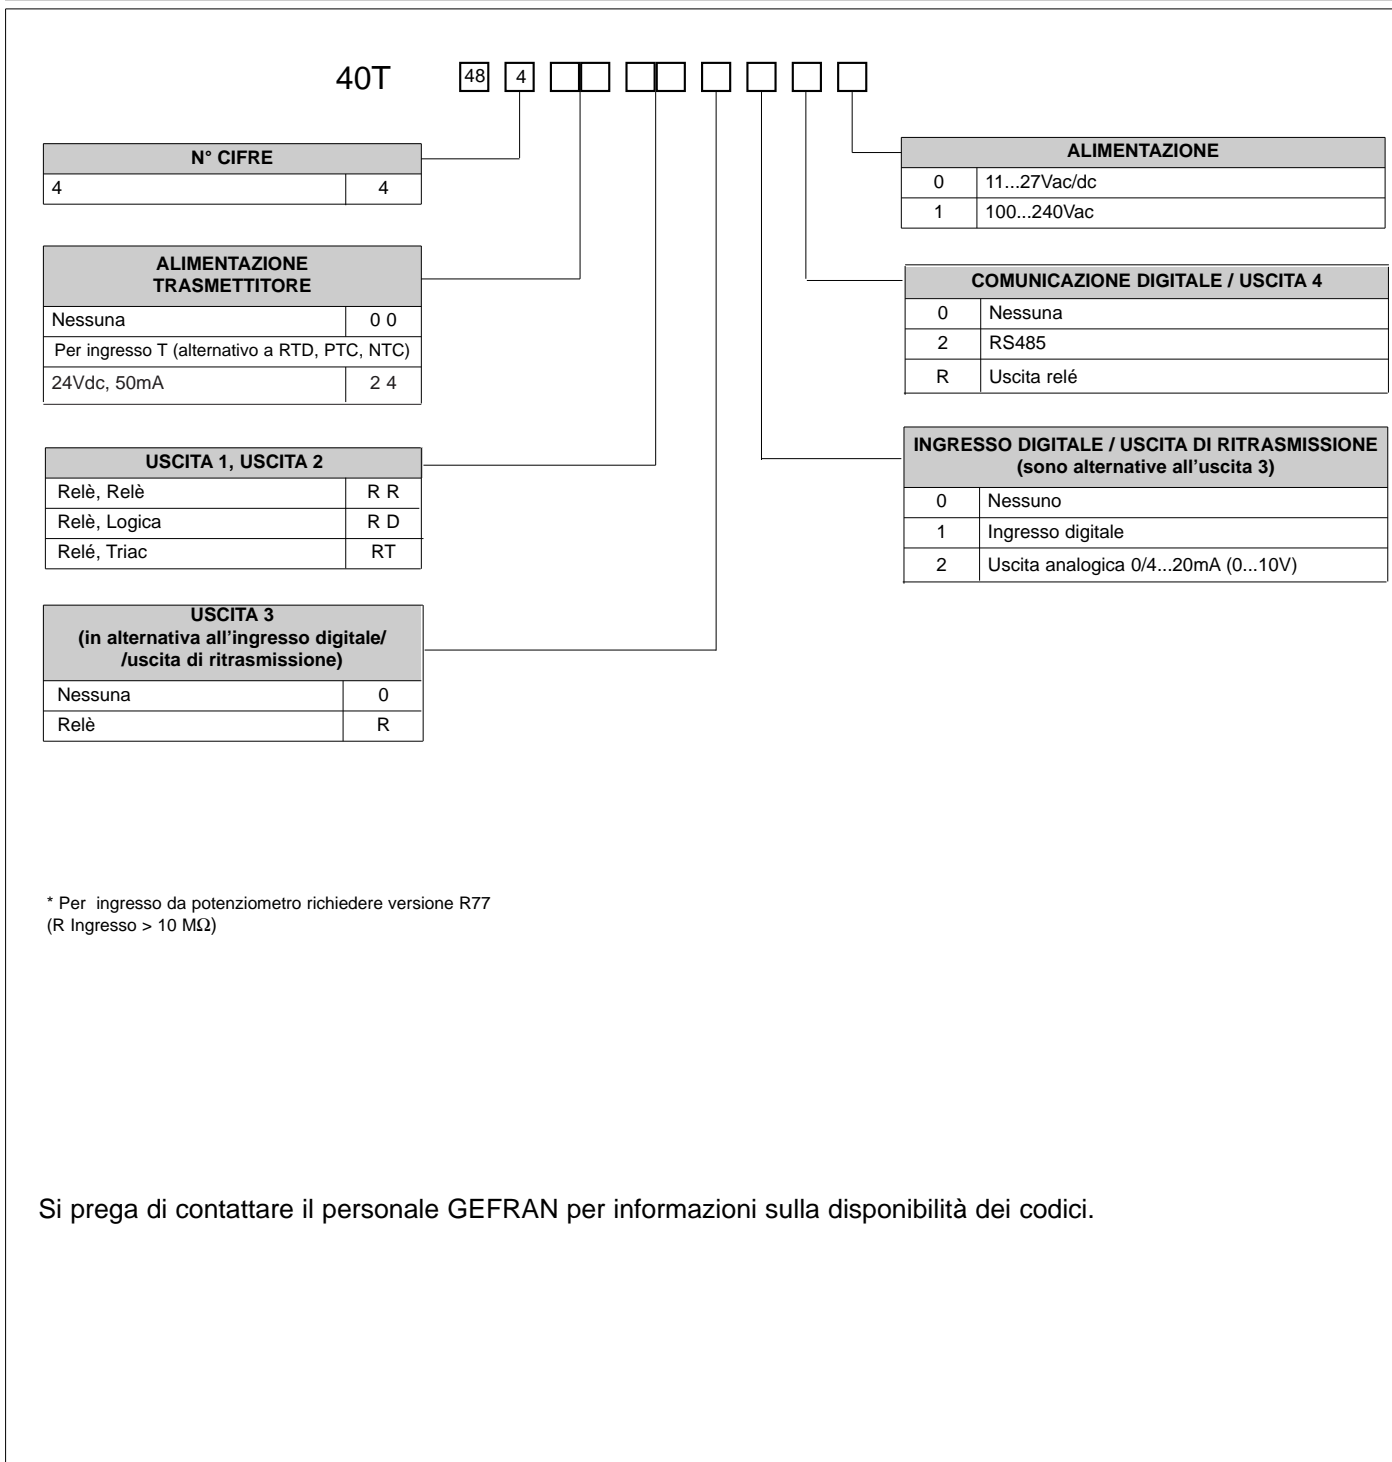 40T 48 4
N° CIFRE
4 4
ALIMENTAZIONE
TRASMETTITORE
Nessuna 0 0
Per ingresso T (alternativo a RTD, PTC, NTC)
24Vdc, 50mA 2 4
USCITA 1, USCITA 2
Relè, Relè R R
Relè, Logica R D
Relé, Triac RT
USCITA 3
(in alternativa all'ingresso digitale/
/uscita di ritrasmissione)
Nessuna 0
Relè R
ALIMENTAZIONE
0 11...27Vac/dc
1 100...240Vac
COMUNICAZIONE DIGITALE / USCITA 4
0 Nessuna
2 RS485
R Uscita relé
INGRESSO DIGITALE / USCITA DI RITRASMISSIONE
(sono alternative all'uscita 3)
0 Nessuno
1 Ingresso digitale
2 Uscita analogica 0/4...20mA (0...10V)
* Per ingresso da potenziometro richiedere versione R77
(R Ingresso > 10 MΩ)
Si prega di contattare il personale GEFRAN per informazioni sulla disponibilità dei codici.